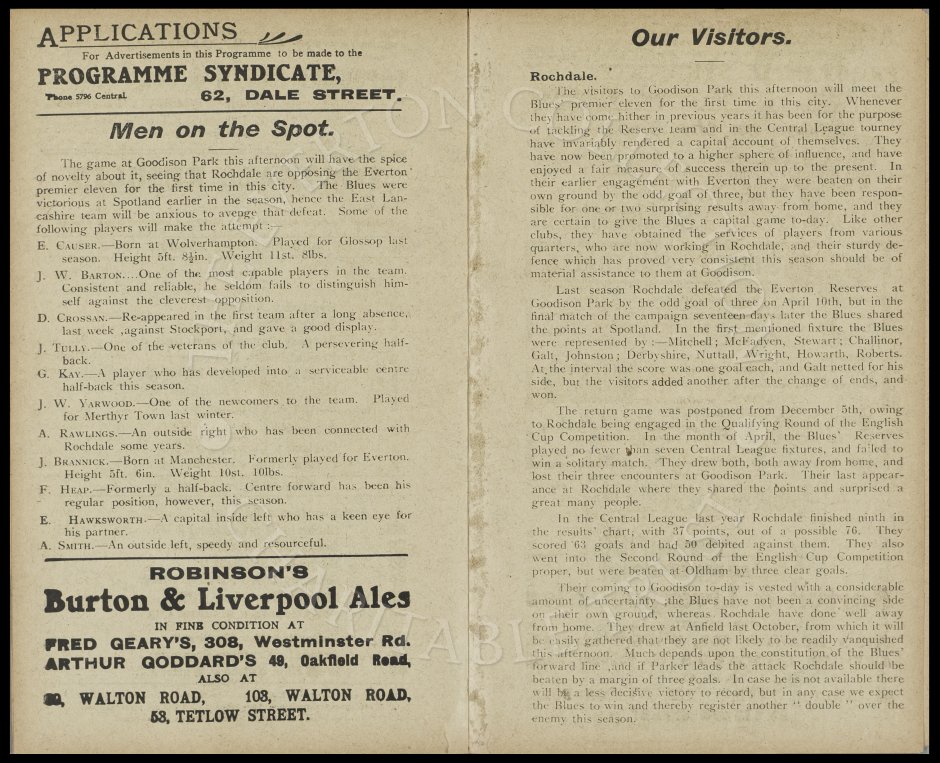 APPLICATIONS
For Advertisements in this Programme to be made to the
PROGRAMME SYNDICATE,
'Phone 5796 Central. 62, DALE STREET.
Men on the Spot.
The game at Goodison Park this afternoon will have the spice
of novelty about it, seeing that Rochdale are opposing the Everton
premier eleven for the first time in this city. The Blues were
victorious at Spotland earlier in the season, hence the East Lan-
cashire team will be anxious to avenge that defeat. Some of the
following players will make the attempt :—
E. CAUSER.—Born at Wolverhampton. Played for Glossop last
season. Height 5ft. 8½in. Weight 11st. 8lbs.
J. W. BARTON....One of the most capable players in the team.
Consistent and reliable, he seldom fails to distinguish him-
self against the cleverest opposition.
D. CROSSAN.—Re-appeared in the first team after a long absence,
last week ,against Stockport, and gave a good display.
J. TULLY.—One of the veterans of the club. A persevering half-
back.
G. KAY.—A player who has developed into a serviceable centre
half-back this season.
J. W. YARWOOD.—One of the newcomers to the team. Played
for Merthyr Town last winter.
A. RAWLINGS.—An outside right who has been connected with
Rochdale some years.
J. BRANNICK.—Born at Manchester. Formerly played for Everton.
Height 5ft. 6in. Weight 10st. 10lbs.
F. HEAP.—Formerly a half-back. Centre forward has been his
regular position, however, this season.
E. HAWKSWORTH.—A capital inside left who has a keen eye for
his partner.
A. SMITH.—An outside left, speedy and resourceful.
ROBINSON'S
Burton & Liverpool Ales
IN FINE CONDITION AT
FRED GEARY'S, 308, Westminster Rd.
ARTHUR GODDARD'S 49, Oakfield Road,
ALSO AT
WALTON ROAD, 103, WALTON ROAD,
53, TETLOW STREET.
Our Visitors.
Rochdale.
The visitors to Goodison Park this afternoon will meet the
Blues' premier eleven for the first time in this city. Whenever
they have come hither in previous years it has been for the purpose
of tackling the Reserve team and in the Central League tourney
have invariably rendered a capital account of themselves. They
have now been promoted to a higher sphere of influence, and have
enjoyed a fair measure of success therein up to the present. In
their earlier engagement with Everton they were beaten on their
own ground by the odd goal of three, but they have been respon-
sible for one or two surprising results away from home, and they
are certain to give the Blues a capital game to-day. Like other
clubs, they have obtained the services of players from various
quarters, who are now working in Rochdale, and their sturdy de-
fence which has proved very consistent this season should be of
material assistance to them at Goodison.
Last season Rochdale defeated the Everton Reserves at
Goodison Park by the odd goal of three on April 10th, but in the
final match of the campaign seventeen days later the Blues shared
the points at Spotland. In the first mentioned fixture the Blues
were represented by :—Mitchell; McFadyen, Stewart; Challinor,
Galt, Johnston; Derbyshire, Nuttall, Wright, Howarth, Roberts.
At the interval the score was one goal each, and Galt netted for his
side, but the visitors added another after the change of ends, and
won.
The return game was postponed from December 5th, owing
to Rochdale being engaged in the Qualifying Round of the English
Cup Competition. In the month of April, the Blues' Reserves
played no fewer than seven Central League fixtures, and failed to
win a solitary match. They drew both, both away from home, and
lost their three encounters at Goodison Park. Their last appear-
ance at Rochdale where they shared the points and surprised a
great many people.
In the Central League last year Rochdale finished ninth in
the results' chart, with 37 points, out of a possible 76. They
scored 63 goals and had 50 debited against them. They also
went into the Second Round of the English Cup Competition
proper, but were beaten at Oldham by three clear goals.
Their coming to Goodison to-day is vested with a considerable
amount of uncertainty ,the Blues have not been a convincing side
on their own ground, whereas Rochdale have done well away
from home. They drew at Anfield last October, from which it will
be easily gathered that they are not likely to be readily vanquished
this afternoon. Much depends upon the constitution of the Blues'
forward line ,and if Parker leads the attack Rochdale should be
beaten by a margin of three goals. In case he is not available there
will be a less decisive victory to record, but in any case we expect
the Blues to win and thereby register another " double " over the
enemy this season.